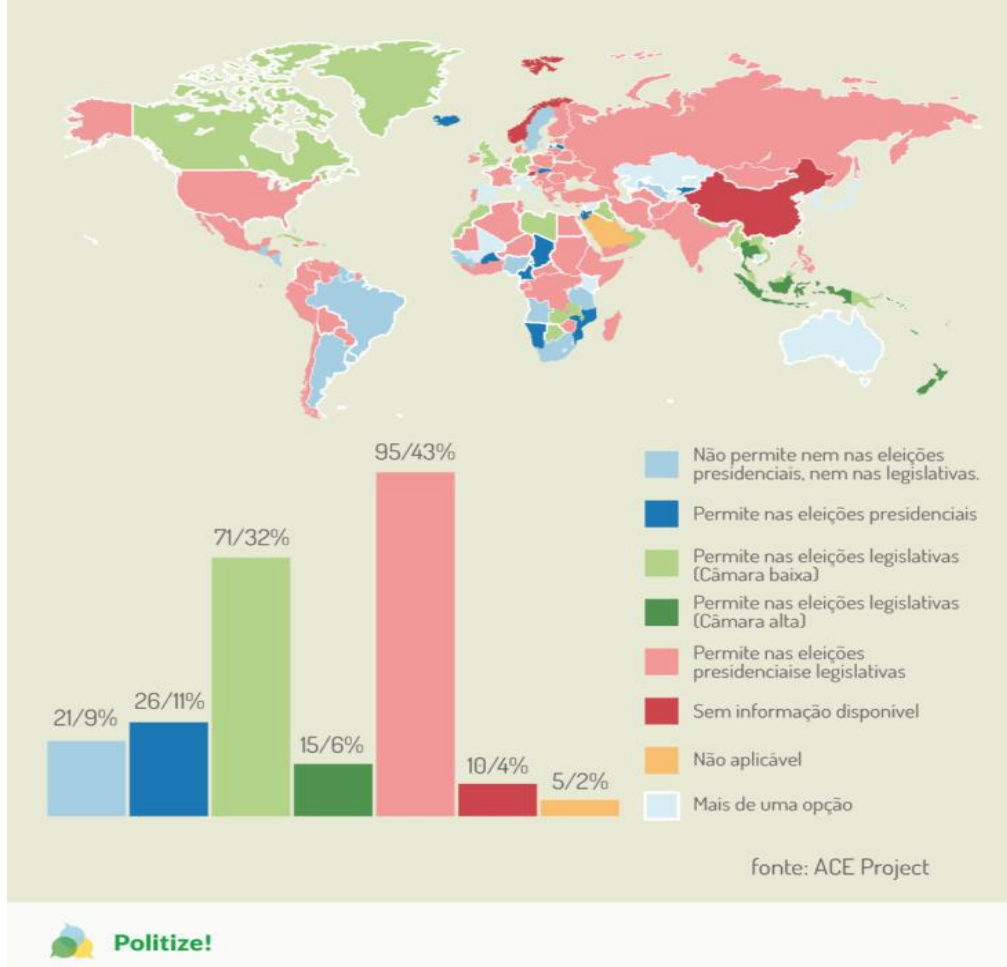 95/43%
71/32%
26/11%
21/9%
15/6%
10/4%
5/2%
Não permite nem nas eleições
presidenciais, nem nas legislativas.
Permite nas eleições presidenciais
Permite nas eleições legislativas
(Câmara baixa)
Permite nas eleições legislativas
(Câmara alta)
Permite nas eleições
presidenciaise legislativas
Sem informação disponível
Não aplicável
Mais de uma opção
fonte: ACE Project
Politize!